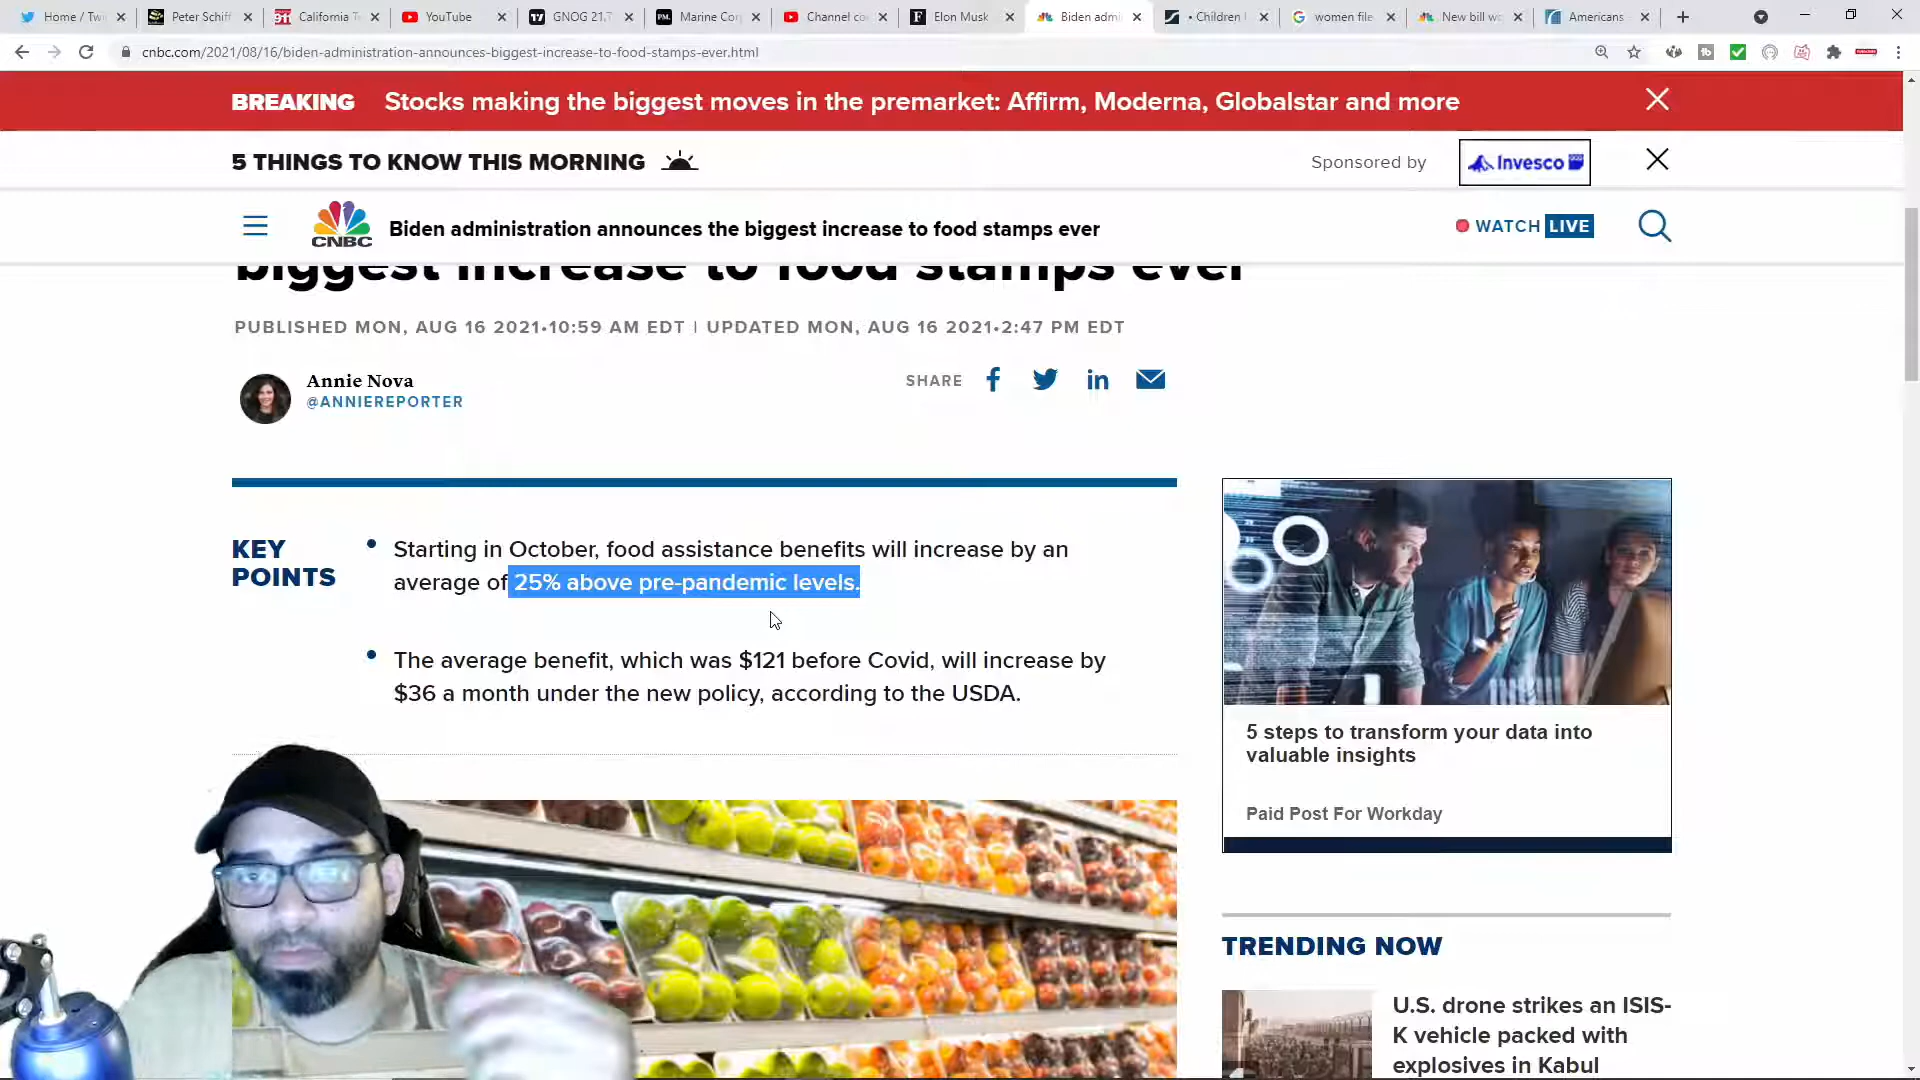 Home / Tw
Peter Schiff
California T
YouTube
GNOG 21.
Marine Cor
Channel co
Elon Musk
Biden admi
• Children
women file
New bill w
Americans
cnbc.com/2021/08/16/biden-administration-announces-biggest-increase-to-food-stamps-ever.html
BREAKING Stocks making the biggest moves in the premarket: Affirm, Moderna, Globalstar and more
5 THINGS TO KNOW THIS MORNING
Sponsored by
Invesco
CNBC
Biden administration announces the biggest increase to food stamps ever
WATCH LIVE
biggest increase to food stamps ever
PUBLISHED MON, AUG 16 2021•10:59 AM EDT | UPDATED MON, AUG 16 2021•2:47 PM EDT
Annie Nova
@ANNIEREPORTER
SHARE
KEY
POINTS
Starting in October, food assistance benefits will increase by an
average of 25% above pre-pandemic levels.
The average benefit, which was $121 before Covid, will increase by
$36 a month under the new policy, according to the USDA.
5 steps to transform your data into
valuable insights
Paid Post For Workday
TRENDING NOW
U.S. drone strikes an ISIS-
K vehicle packed with
explosives in Kabul